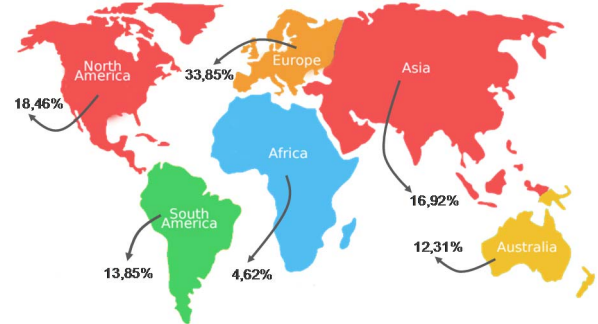 North
America
18,46%
Europe
33,85%
Asia
16,92%
Africa
4,62%
South
America
13,85%
Australia
12,31%